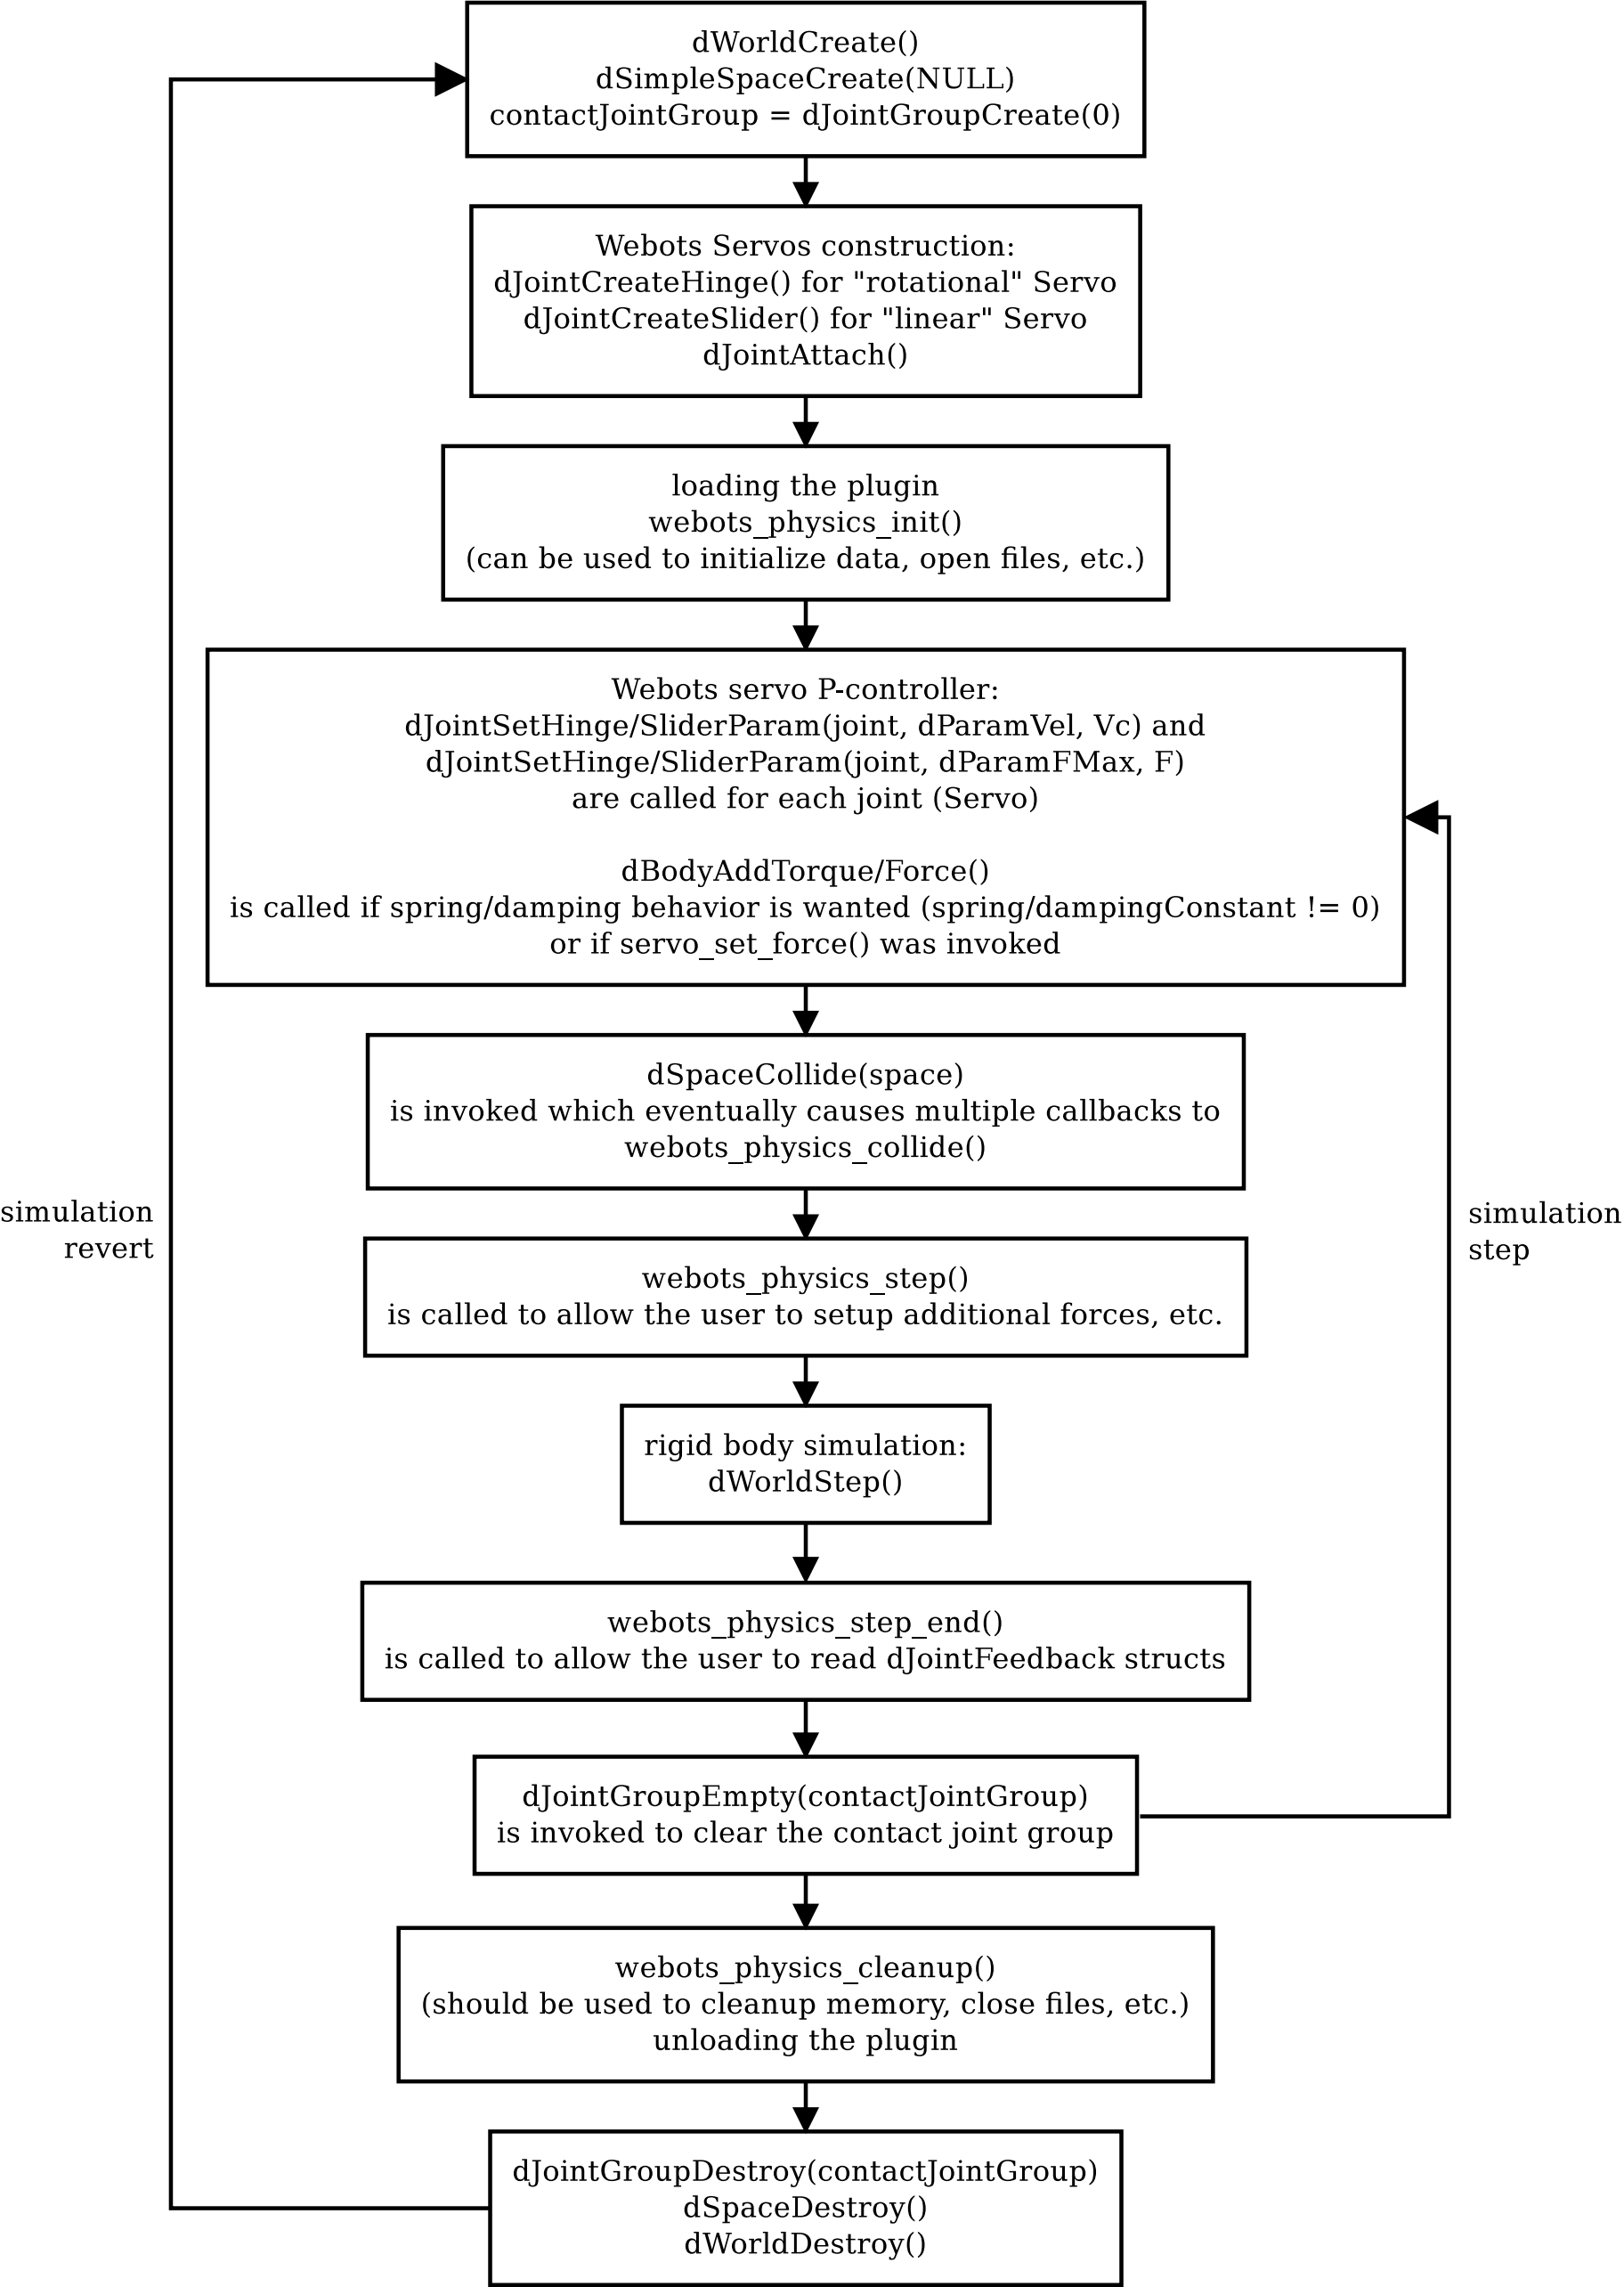 dWorldCreate()
dSimpleSpaceCreate(NULL)
contactJointGroup = dJointGroupCreate(0)
Webots Servos construction:
dJointCreateHinge() for "rotational" Servo
dJointCreateSlider() for "linear" Servo
dJointAttach()
loading the plugin
webots_physics_init()
(can be used to initialize data, open files, etc.)
Webots servo P-controller:
dJointSetHinge/SliderParam(joint, dParamVel, Vc) and
dJointSetHinge/SliderParam(joint, dParamFMax, F)
are called for each joint (Servo)
dBodyAddTorque/Force()
is called if spring/damping behavior is wanted (spring/dampingConstant != 0)
or if servo_set_force() was invoked
dSpaceCollide(space)
is invoked which eventually causes multiple callbacks to
webots_physics_collide()
simulation
revert
simulation
step
webots_physics_step()
is called to allow the user to setup additional forces, etc.
rigid body simulation:
dWorldStep()
webots_physics_step_end()
is called to allow the user to read dJointFeedback structs
dJointGroupEmpty(contactJointGroup)
is invoked to clear the contact joint group
webots_physics_cleanup()
(should be used to cleanup memory, close files, etc.)
unloading the plugin
dJointGroupDestroy(contactJointGroup)
dSpaceDestroy()
dWorldDestroy()